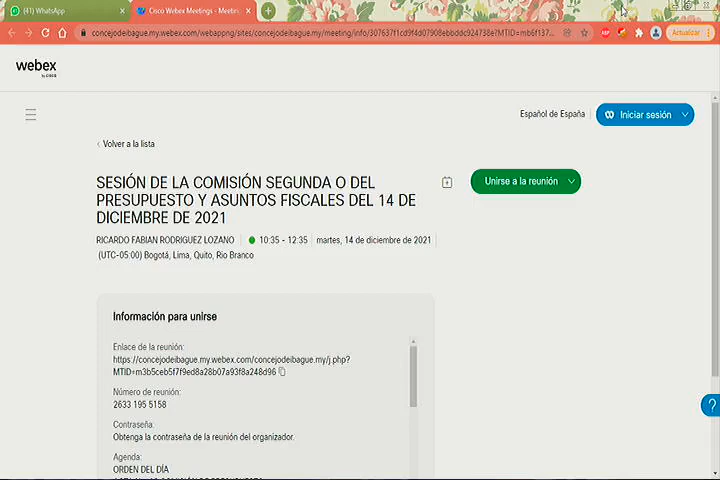 (41) WhatsApp
Cisco Webex Meetings - Meetin
concejodeibague.my.webex.com/webappng/sites/concejodeibague.my/meeting/info/307637f1cd9f4d07908ebbddc924738e?MTID=mb6f137...
ABP
Actualizar
webex
by CISCO
Español de España
Iniciar sesión
Volver a la lista
SESIÓN DE LA COMISIÓN SEGUNDA O DEL
PRESUPUESTO Y ASUNTOS FISCALES DEL 14 DE
DICIEMBRE DE 2021
Unirse a la reunión
RICARDO FABIAN RODRIGUEZ LOZANO
10:35 - 12:35
martes, 14 de diciembre de 2021
(UTC-05:00) Bogotá, Lima, Quito, Rio Branco
Información para unirse
Enlace de la reunión:
https://concejodeibague.my.webex.com/concejodeibague.my/j.php?
MTID=m3b5ceb5f7f9ed8a28b07a93f8a248d96
Número de reunión:
2633 195 5158
Contraseña:
Obtenga la contraseña de la reunión del organizador.
Agenda:
ORDEN DEL DÍA
?